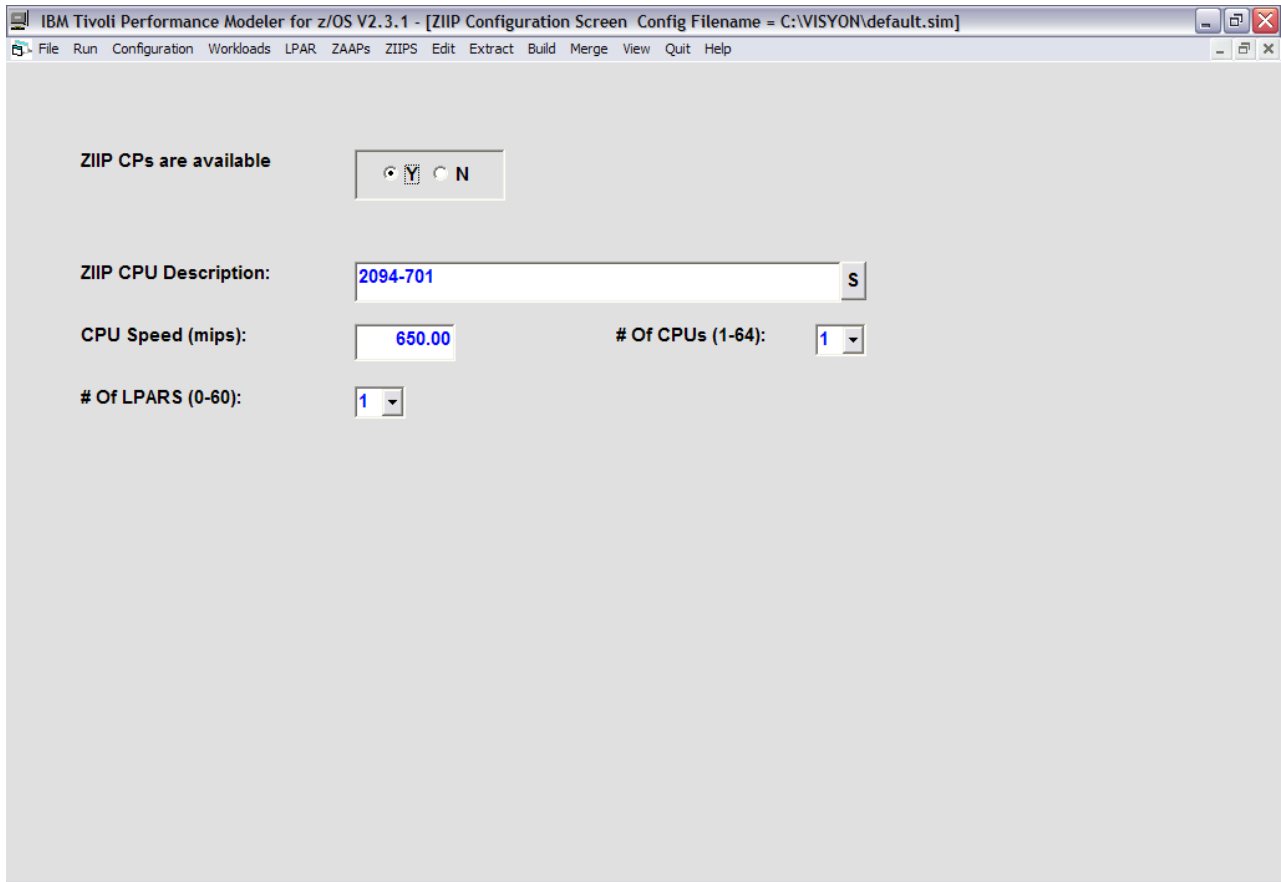 IBM Tivoli Performance Modeler for z/OS V2.3.1 - [ZIIP Configuration Screen Config Filename = C:\VISYON\default.sim]
File Run Configuration Workloads LPAR ZAAPs ZIIPS Edit Extract Build Merge View Quit Help
ZIIP CPs are available Y N
ZIIP CPU Description: 2094-701 S
CPU Speed (mips): 650.00 # Of CPUs (1-64): 1
# Of LPARS (0-60): 1